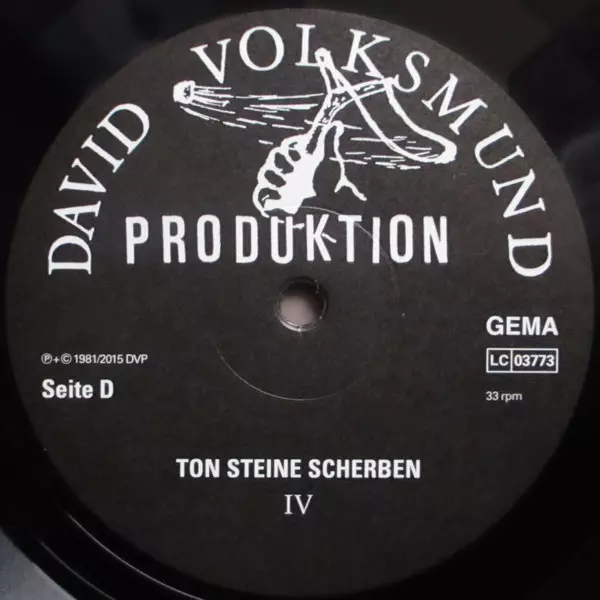 DAVID VOLKSMUND
PRODUKTION
GEMA
LC 03773
33 rpm
℗+© 1981/2015 DVP
Seite D
TON STEINE SCHERBEN
IV